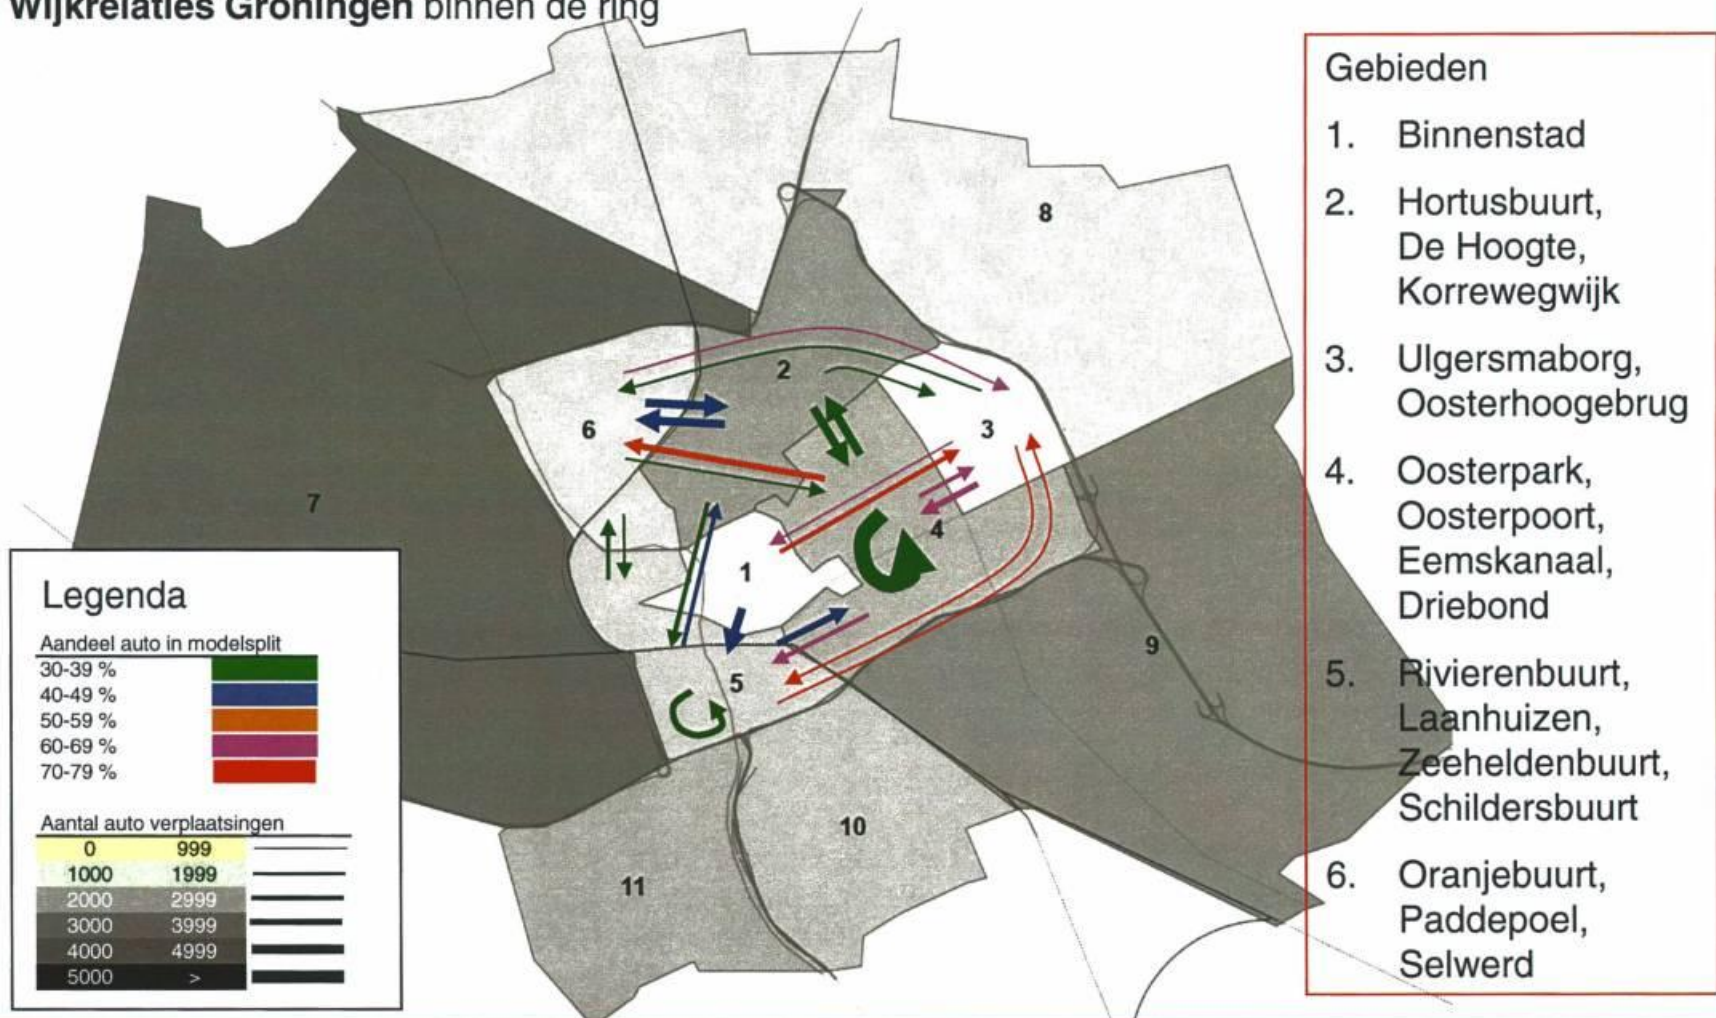 Wijkrelaties Groningen binnen de ring
8
2
6
3
7
4
1
9
5
10
11
Legenda
Aandeel auto in modelsplit
30-39 %
40-49 %
50-59 %
60-69 %
70-79 %
Aantal auto verplaatsingen
0 999
1000 1999
2000 2999
3000 3999
4000 4999
5000 >
Gebieden
1. Binnenstad
2. Hortusbuurt,
De Hoogte,
Korrewegwijk
3. Ulgersmaborg,
Oosterhoogebrug
4. Oosterpark,
Oosterpoort,
Eemskanaal,
Driebond
5. Rivierenbuurt,
Laanhuizen,
Zeeheldenbuurt,
Schildersbuurt
6. Oranjebuurt,
Paddepoel,
Selwerd